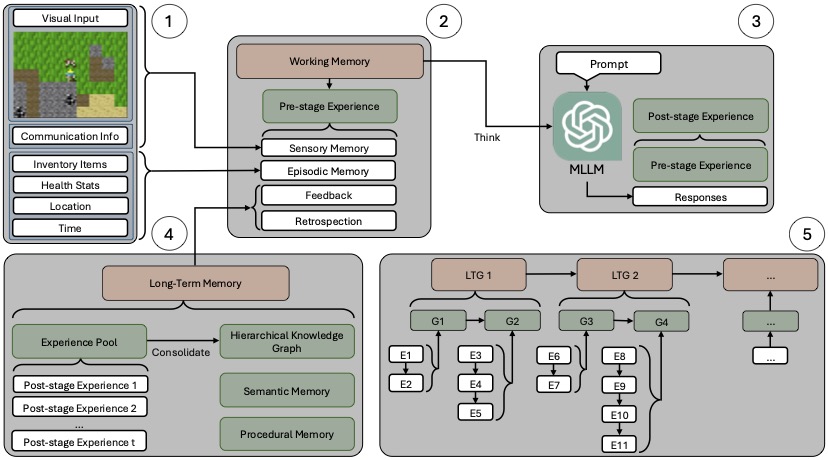 1
Visual Input
Communication Info
Inventory Items
Health Stats
Location
Time
2
Working Memory
Pre-stage Experience
Sensory Memory
Episodic Memory
Feedback
Retrospection
Think
3
Prompt
MLLM
Post-stage Experience
Pre-stage Experience
Responses
4
Long-Term Memory
Experience Pool
Consolidate
Hierarchical Knowledge
Graph
Post-stage Experience 1
Post-stage Experience 2
...
Post-stage Experience t
Semantic Memory
Procedural Memory
5
LTG 1
LTG 2
...
G1
G2
G3
G4
...
E1
E2
E3
E4
E5
E6
E7
E8
E9
E10
E11
...